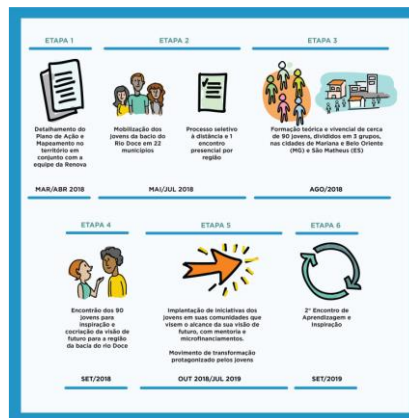 ETAPA 1
Detalhamento do
Plano de Ação e
Mapeamento no
território em
conjunto com a
equipe da Renova
MAR/ABR 2018
ETAPA 2
Mobilização dos
jovens da bacio do
Rio Doce em 22
municípios
Processo seletivo
à distância e 1
encontro
presencial por
região
MAI/JUL 2018
ETAPA 3
Formação teórica e vivencial de cerca
de 90 jovens, divididos em 3 grupos,
nas cidades de Mariana e Belo Oriente
(MG) e São Matheus (ES)
AGO/2018
ETAPA 4
Encontrão dos 90
jovens para
inspiração e
cocriação da visão de
futuro para a região
da bacia do rio Doce
SET/2018
ETAPA 5
Implantação de iniciativas dos
jovens em suas comunidades que
visem o alcance da sua visão de
futuro, com mentoria e
microfinanciamentos.
Movimento de transformação
protagonizado pelos jovens
OUT 2018/JUL 2019
ETAPA 6
2º Encontro de
Aprendizagem e
Inspiração
SET/2019